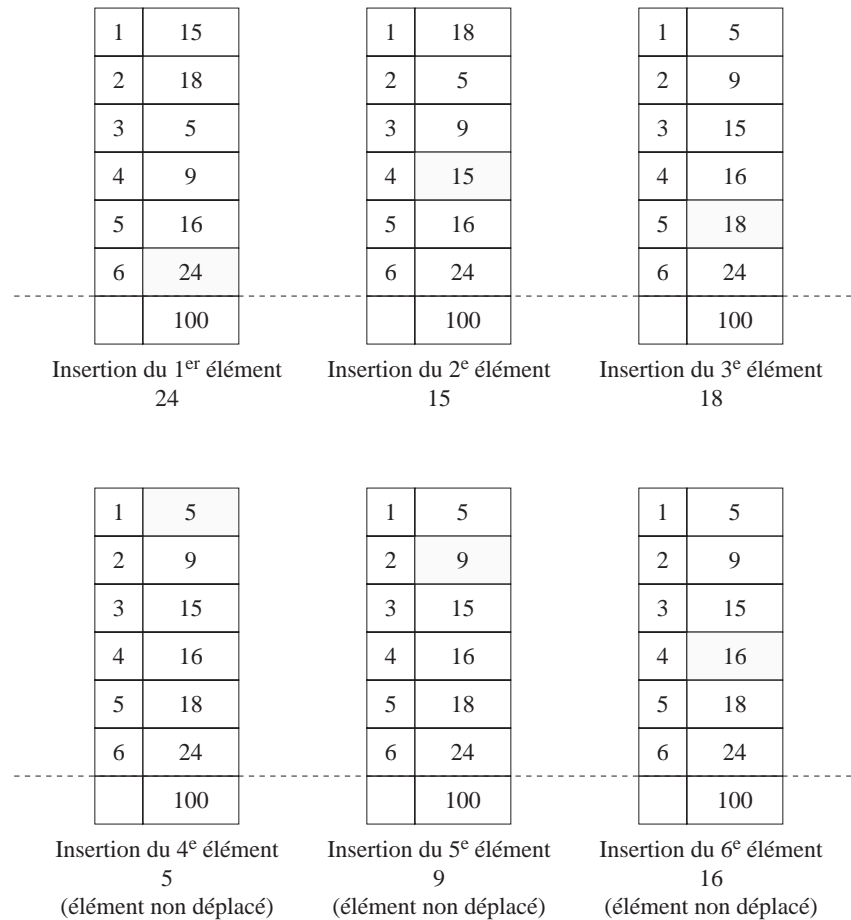 1 15 1 18 1 5
2 18 2 5 2 9
3 5 3 9 3 15
4 9 4 15 4 16
5 16 5 16 5 18
6 24 6 24 6 24
100 100 100
Insertion du 1er élément Insertion du 2e élément Insertion du 3e élément
24 15 18
1 5 1 5 1 5
2 9 2 9 2 9
3 15 3 15 3 15
4 16 4 16 4 16
5 18 5 18 5 18
6 24 6 24 6 24
100 100 100
Insertion du 4e élément Insertion du 5e élément Insertion du 6e élément
5 9 16
(élément non déplacé) (élément non déplacé) (élément non déplacé)